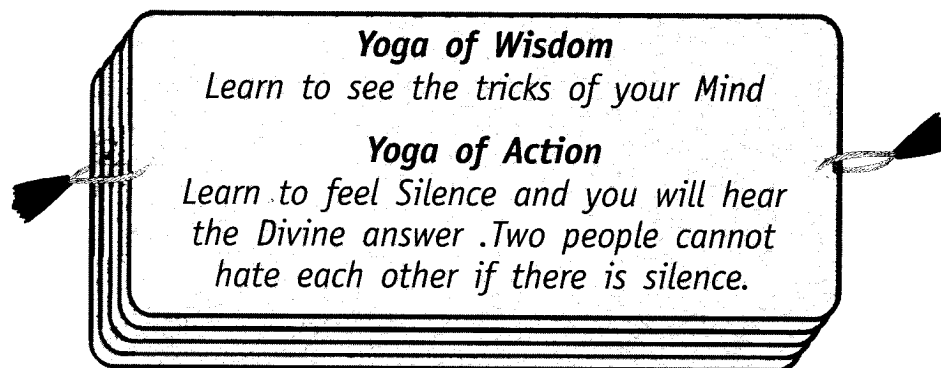 Yoga of Wisdom
Learn to see the tricks of your Mind
Yoga of Action
Learn to feel Silence and you will hear
the Divine answer .Two people cannot
hate each other if there is silence.